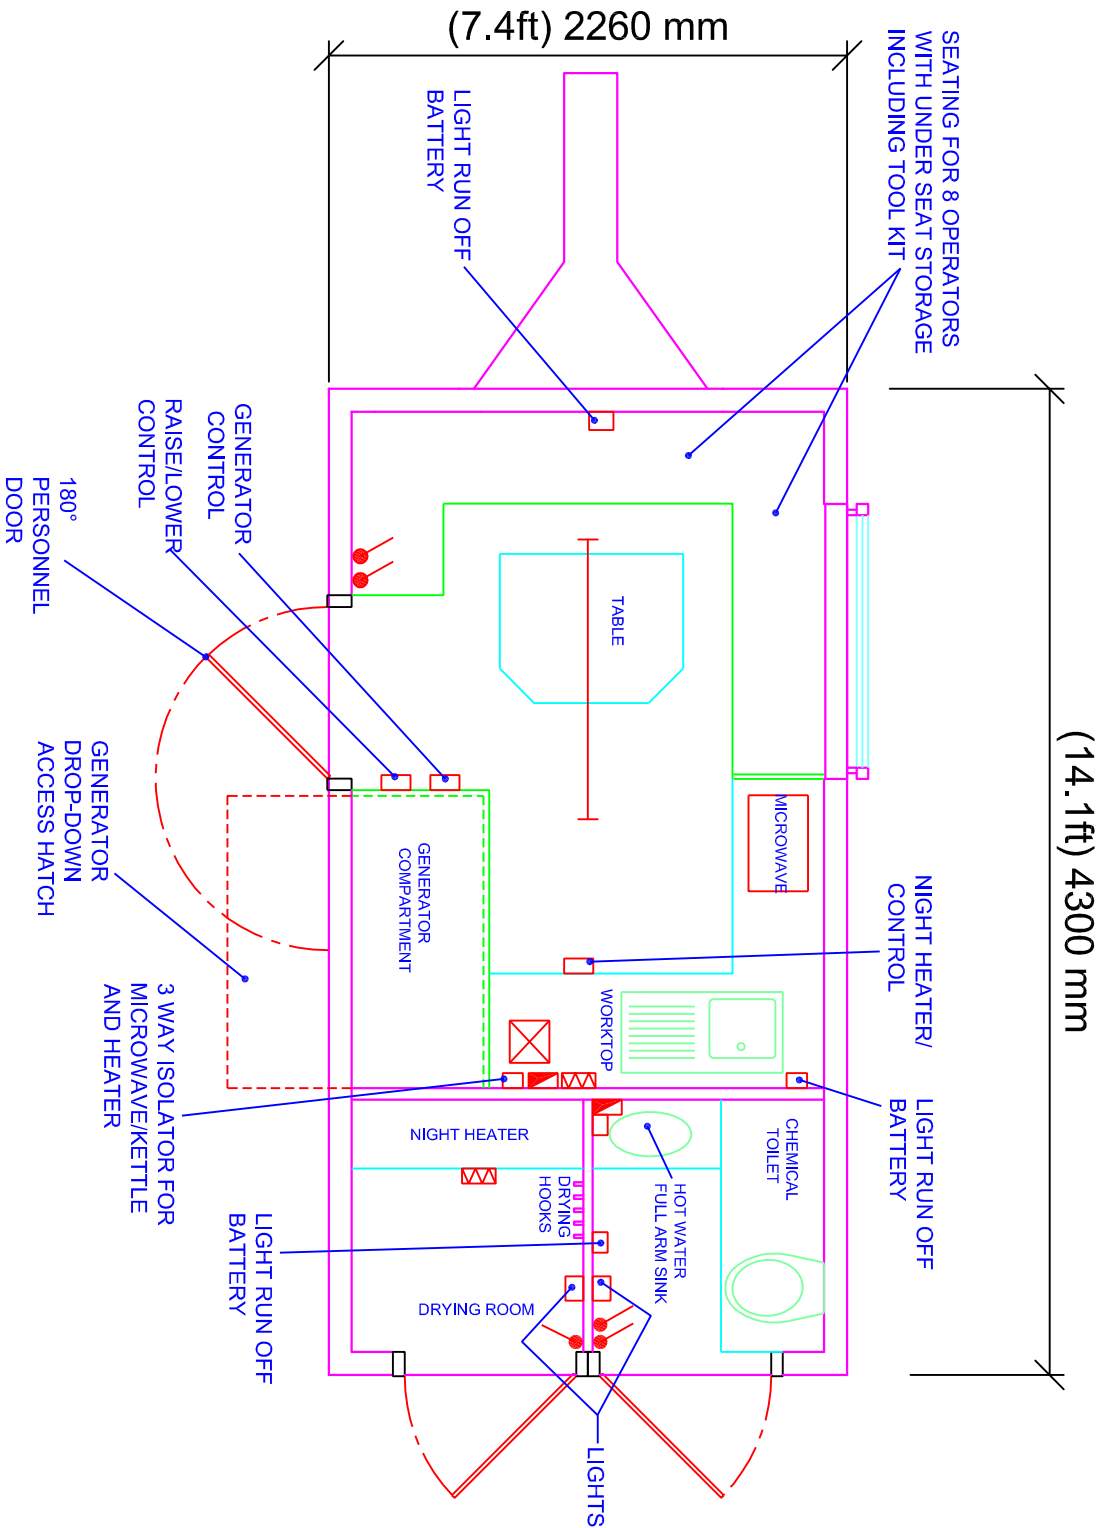 (7.4ft) 2260 mm
SEATING FOR 8 OPERATORS
WITH UNDER SEAT STORAGE
INCLUDING TOOL KIT
LIGHT RUN OFF
BATTERY
(14.1ft) 4300 mm
GENERATOR
CONTROL
RAISE/LOWER
CONTROL
180°
PERSONNEL
DOOR
TABLE
MICROWAVE
GENERATOR
DROP-DOWN
ACCESS HATCH
GENERATOR
COMPARTMENT
NIGHT HEATER/
CONTROL
WORKTOP
3 WAY ISOLATOR FOR
MICROWAVE/KETTLE
AND HEATER
LIGHT RUN OFF
BATTERY
NIGHT HEATER
CHEMICAL
TOILET
DRYING
HOOKS
HOT WATER
FULL ARM SINK
LIGHT RUN OFF
BATTERY
DRYING ROOM
LIGHTS